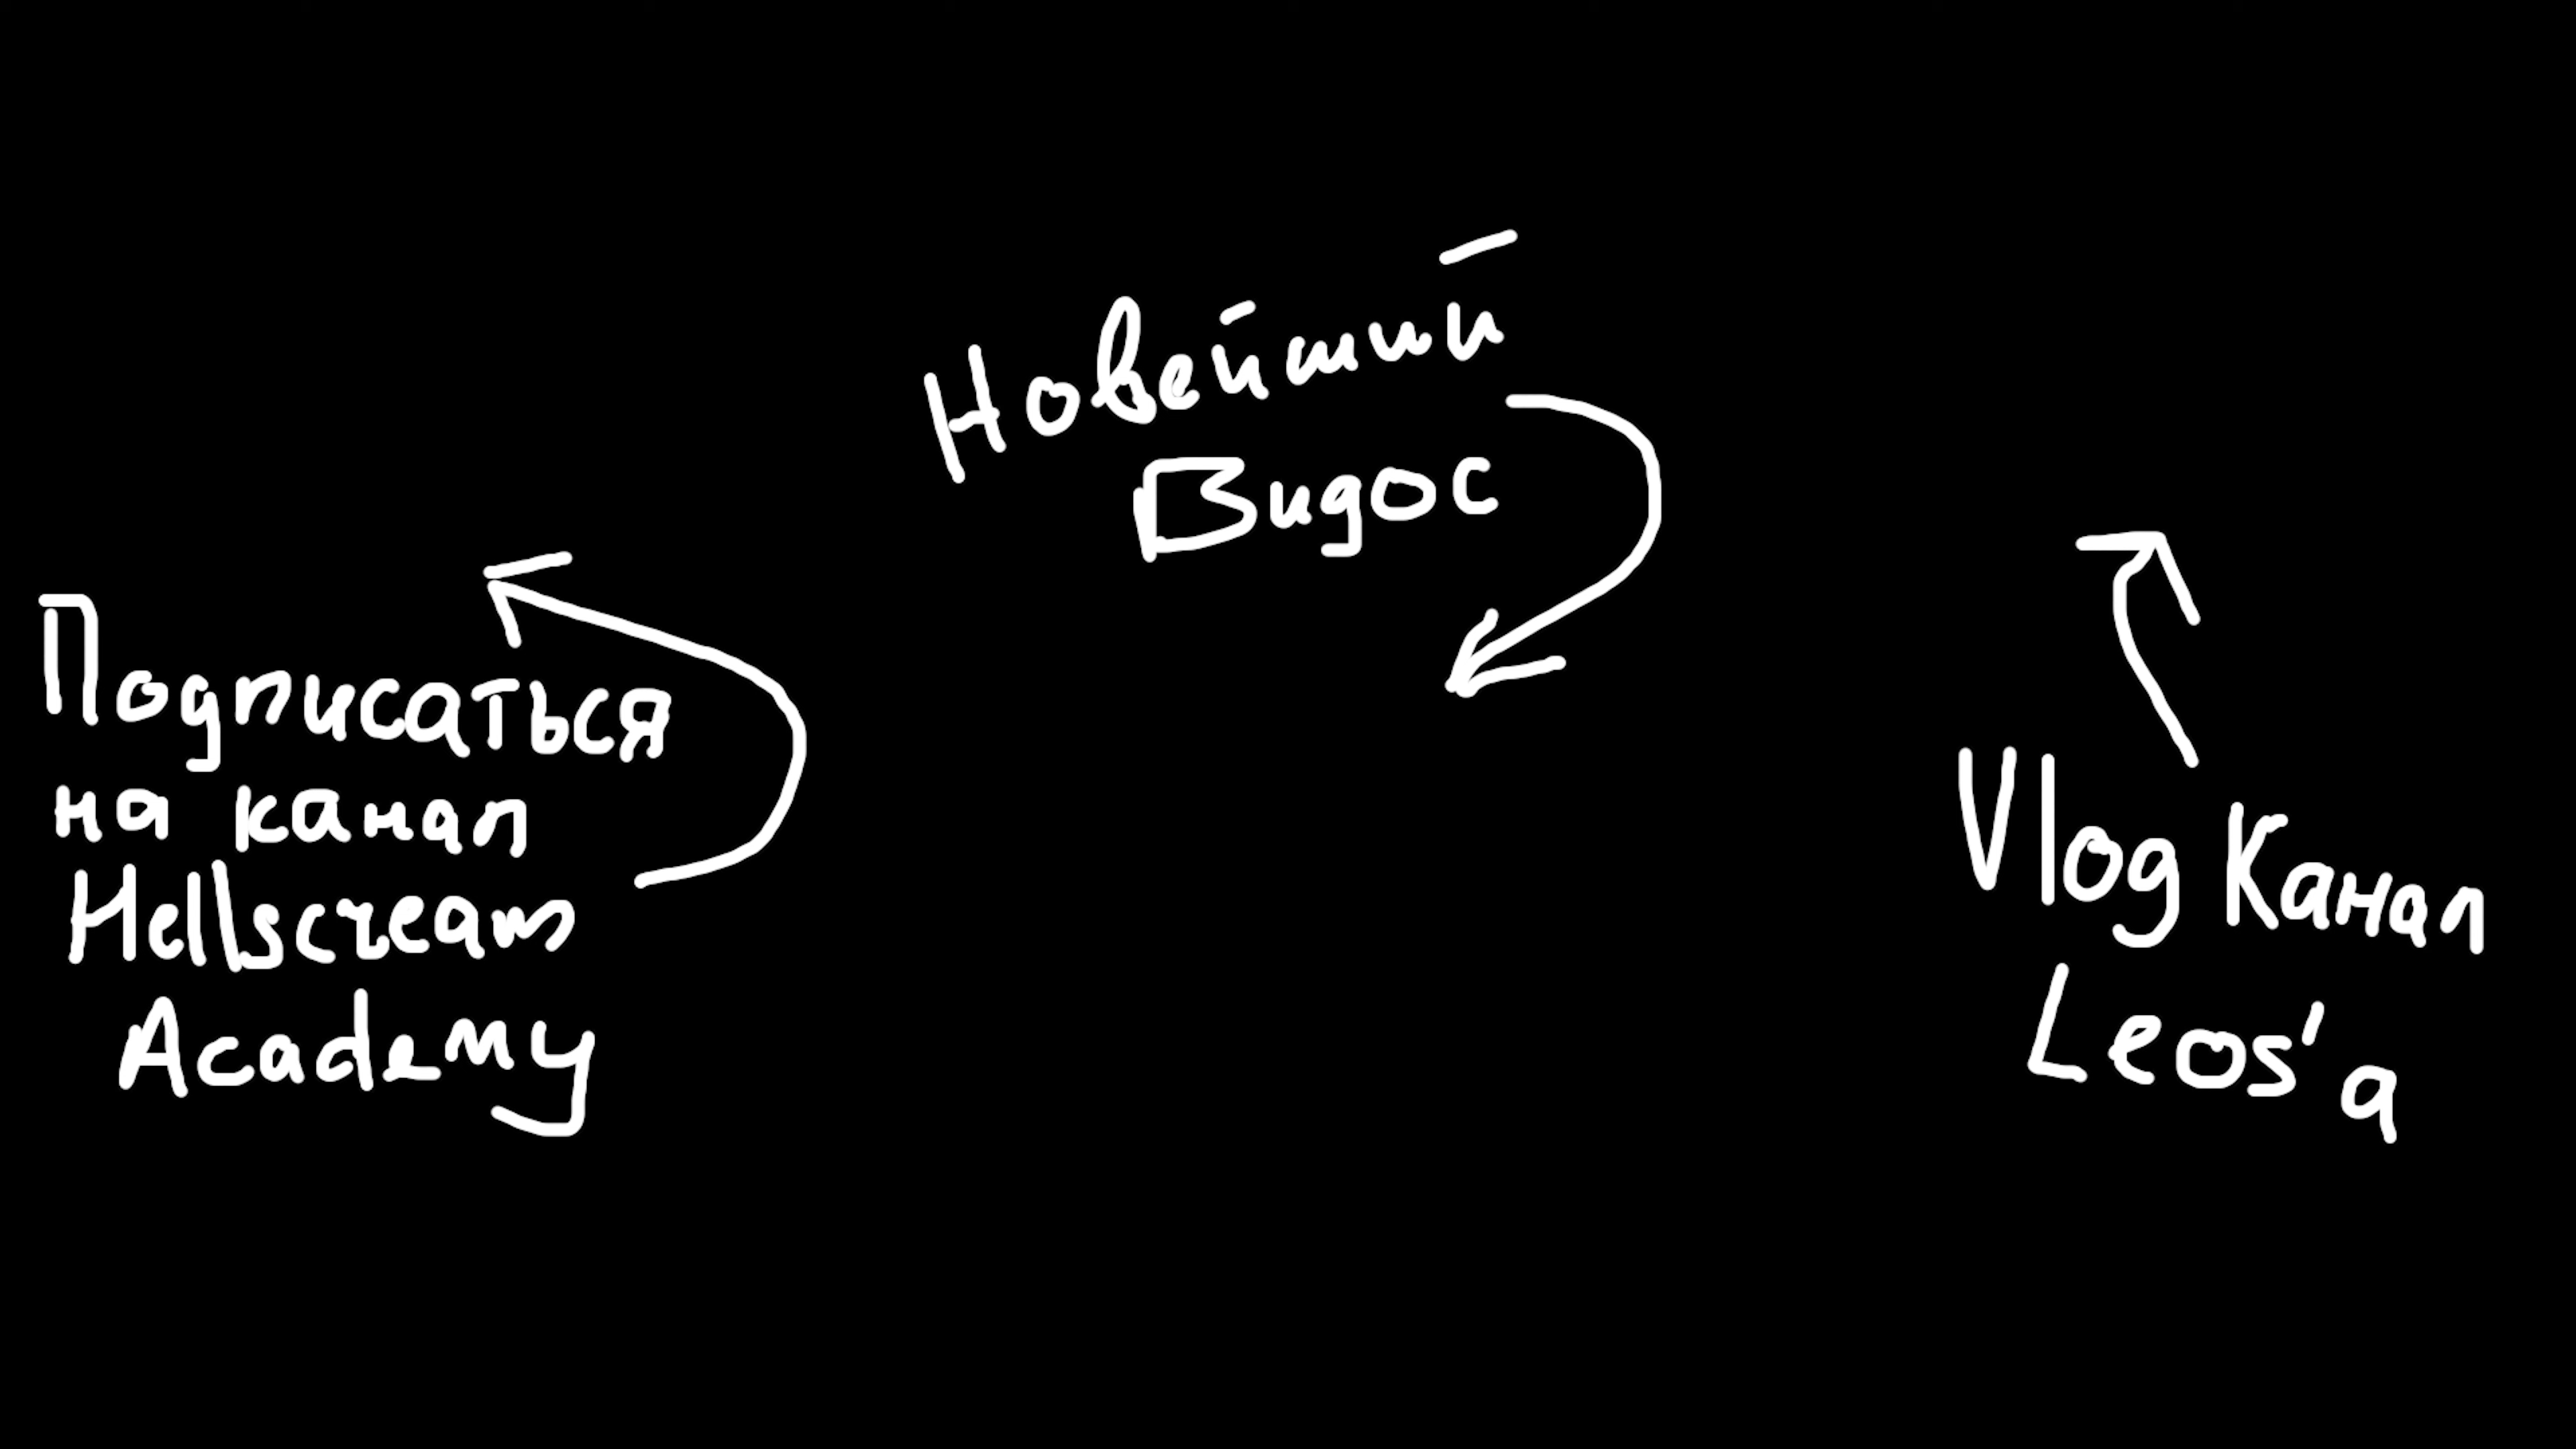 Новейший
Видос
Подписаться
на канал
Hellscream
Academy
Vlog Канал
Leos'а